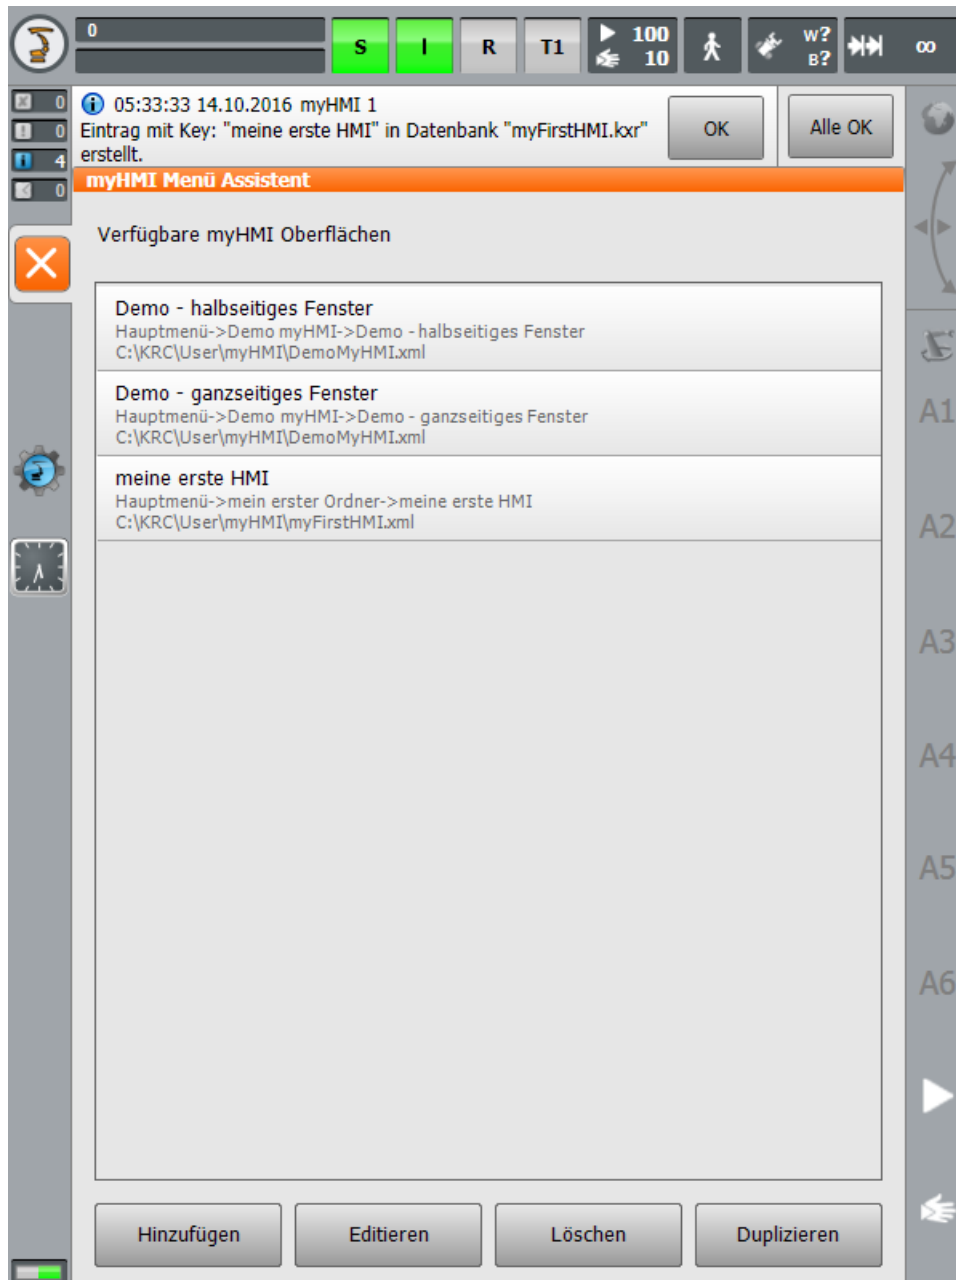 0
S I R T1 100 10 W? B? ∞
0
0
4
0
05:33:33 14.10.2016 myHMI 1
Eintrag mit Key: "meine erste HMI" in Datenbank "myFirstHMI.kxr"
erstellt.
OK
Alle OK
myHMI Menü Assistent
Verfügbare myHMI Oberflächen
Demo - halbseitiges Fenster
Hauptmenü->Demo myHMI->Demo - halbseitiges Fenster
C:\KRC\User\myHMI\DemoMyHMI.xml
Demo - ganzseitiges Fenster
Hauptmenü->Demo myHMI->Demo - ganzseitiges Fenster
C:\KRC\User\myHMI\DemoMyHMI.xml
meine erste HMI
Hauptmenü->mein erster Ordner->meine erste HMI
C:\KRC\User\myHMI\myFirstHMI.xml
A1
A2
A3
A4
A5
A6
Hinzufügen Editieren Löschen Duplizieren